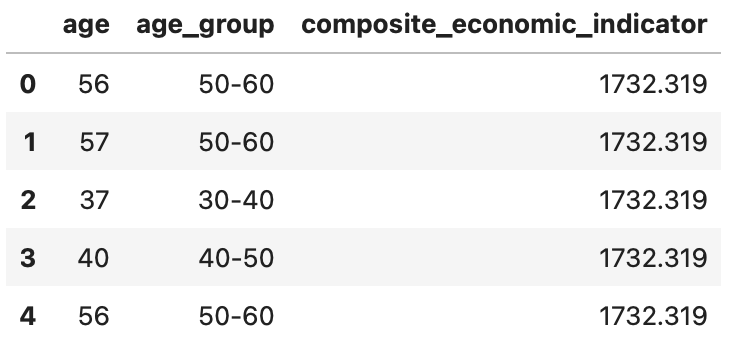 age age_group composite_economic_indicator
0 56 50-60 1732.319
1 57 50-60 1732.319
2 37 30-40 1732.319
3 40 40-50 1732.319
4 56 50-60 1732.319